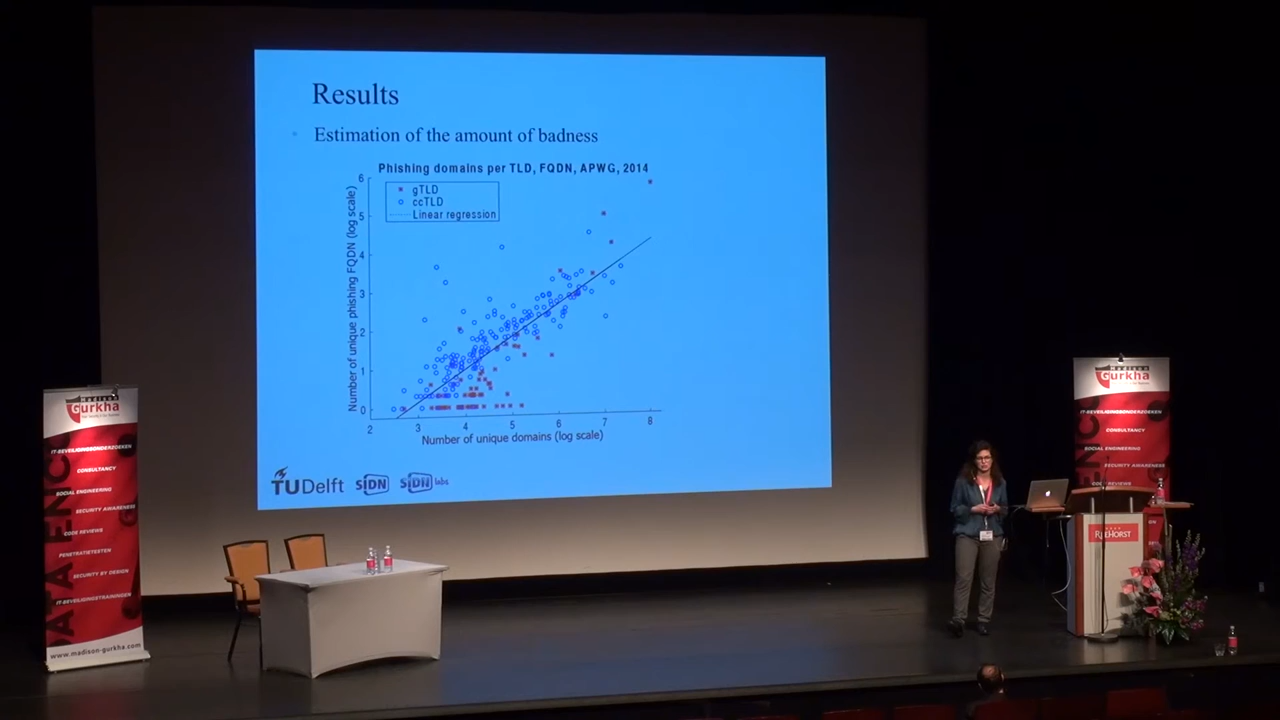 Results
Estimation of the amount of badness
Phishing domains per TLD, FQDN, APWG, 2014
gTLD
ccTLD
Linear regression
Number of unique phishing FQDN (log scale)
6
5
4
3
2
1
0
2 3 4 5 6 7 8
Number of unique domains (log scale)
TUDelft SIDN SIDN labs
Madison
Gurkha
IT-BEVEILIGINGSONDERZOEKEN
CONSULTANCY
SOCIAL ENGINEERING
SECURITY AWARENESS
CODE REVIEWS
PENETRATIETESTEN
SECURITY BY DESIGN
IT-BEVEILIGINGSTRAININGEN
www.madison-gurkha.com
Madison
Gurkha
IT-BEVEILIGINGSONDERZOEKEN
CONSULTANCY
SOCIAL ENGINEERING
SECURITY AWARENESS
REVIEWS
REEHORST